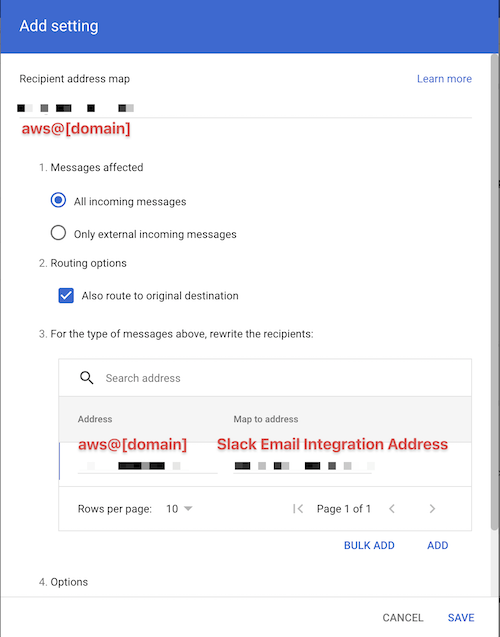 Add setting
Recipient address map Learn more
aws@[domain]
1. Messages affected
All incoming messages
Only external incoming messages
2. Routing options
Also route to original destination
3. For the type of messages above, rewrite the recipients:
Search address
Address Map to address
aws@[domain] Slack Email Integration Address
Rows per page: 10 Page 1 of 1
BULK ADD ADD
4. Options
CANCEL SAVE